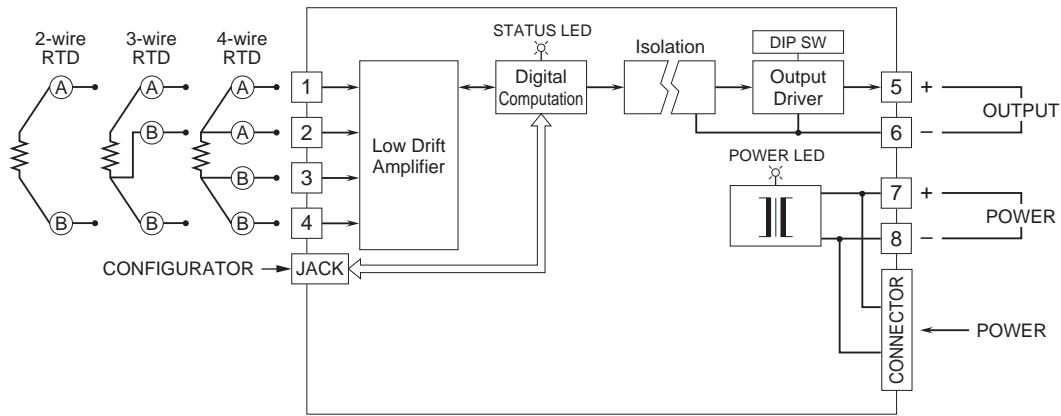 2-wire
RTD
3-wire
RTD
4-wire
RTD
A
B
A
B
B
A
A
B
B
1
2
3
4
JACK
CONFIGURATOR
Low Drift
Amplifier
STATUS LED
Digital
Computation
Isolation
DIP SW
Output
Driver
POWER LED
5
6
7
8
+
−
OUTPUT
+
−
POWER
CONNECTOR
POWER